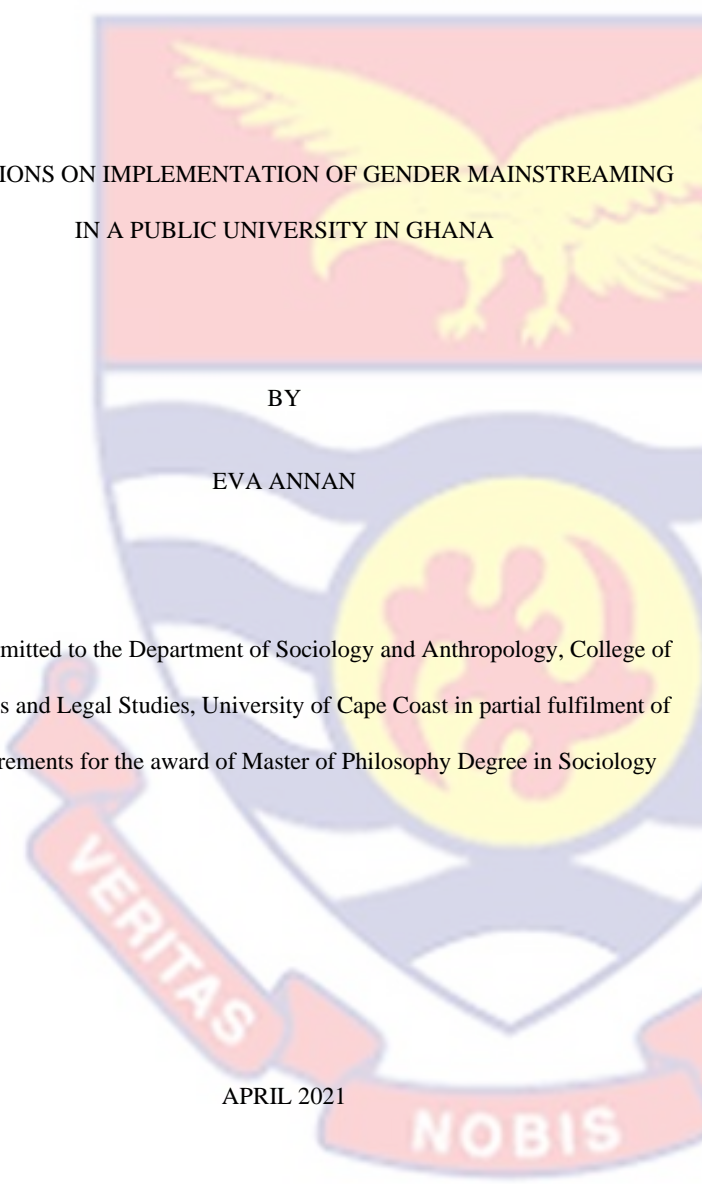 IONS ON IMPLEMENTATION OF GENDER MAINSTREAMING
IN A PUBLIC UNIVERSITY IN GHANA
BY
EVA ANNAN
mitted to the Department of Sociology and Anthropology, College of
s and Legal Studies, University of Cape Coast in partial fulfilment of
rements for the award of Master of Philosophy Degree in Sociology
VERITAS
APRIL 2021
NOBIS